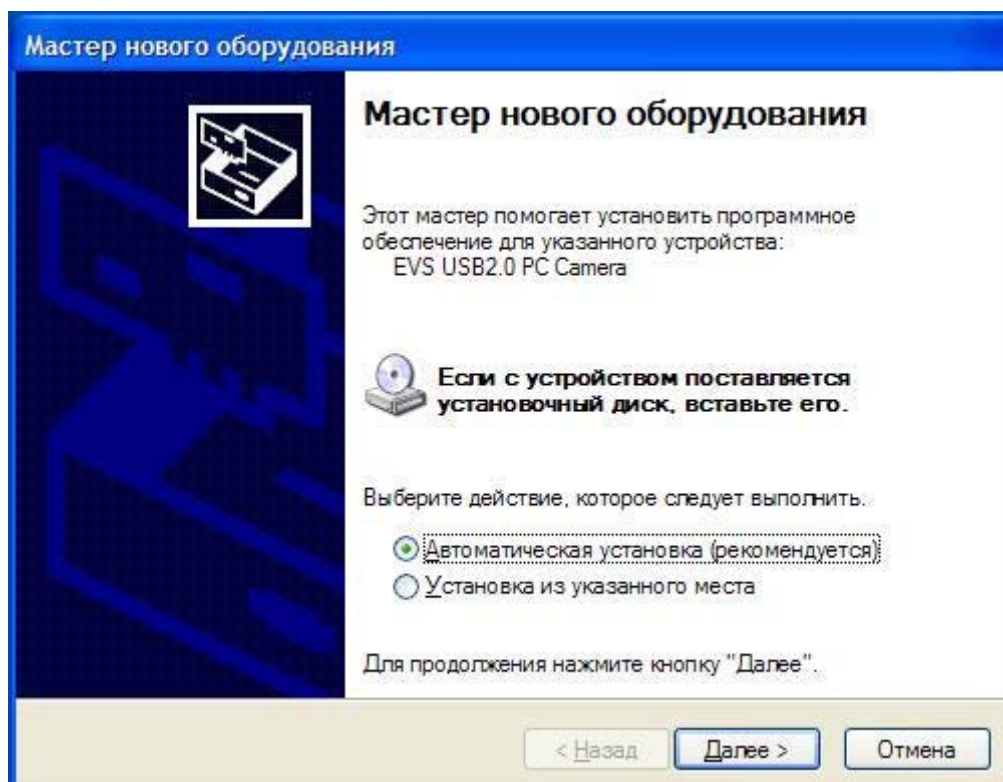 Мастер нового оборудования
Мастер нового оборудования
Этот мастер помогает установить программное
обеспечение для указанного устройства:
EVS USB2.0 PC Camera
Если с устройством поставляется
установочный диск, вставьте его.
Выберите действие, которое следует выполнить.
Автоматическая установка (рекомендуется)
Установка из указанного места
Для продолжения нажмите кнопку "Далее".
< Назад
Далее >
Отмена